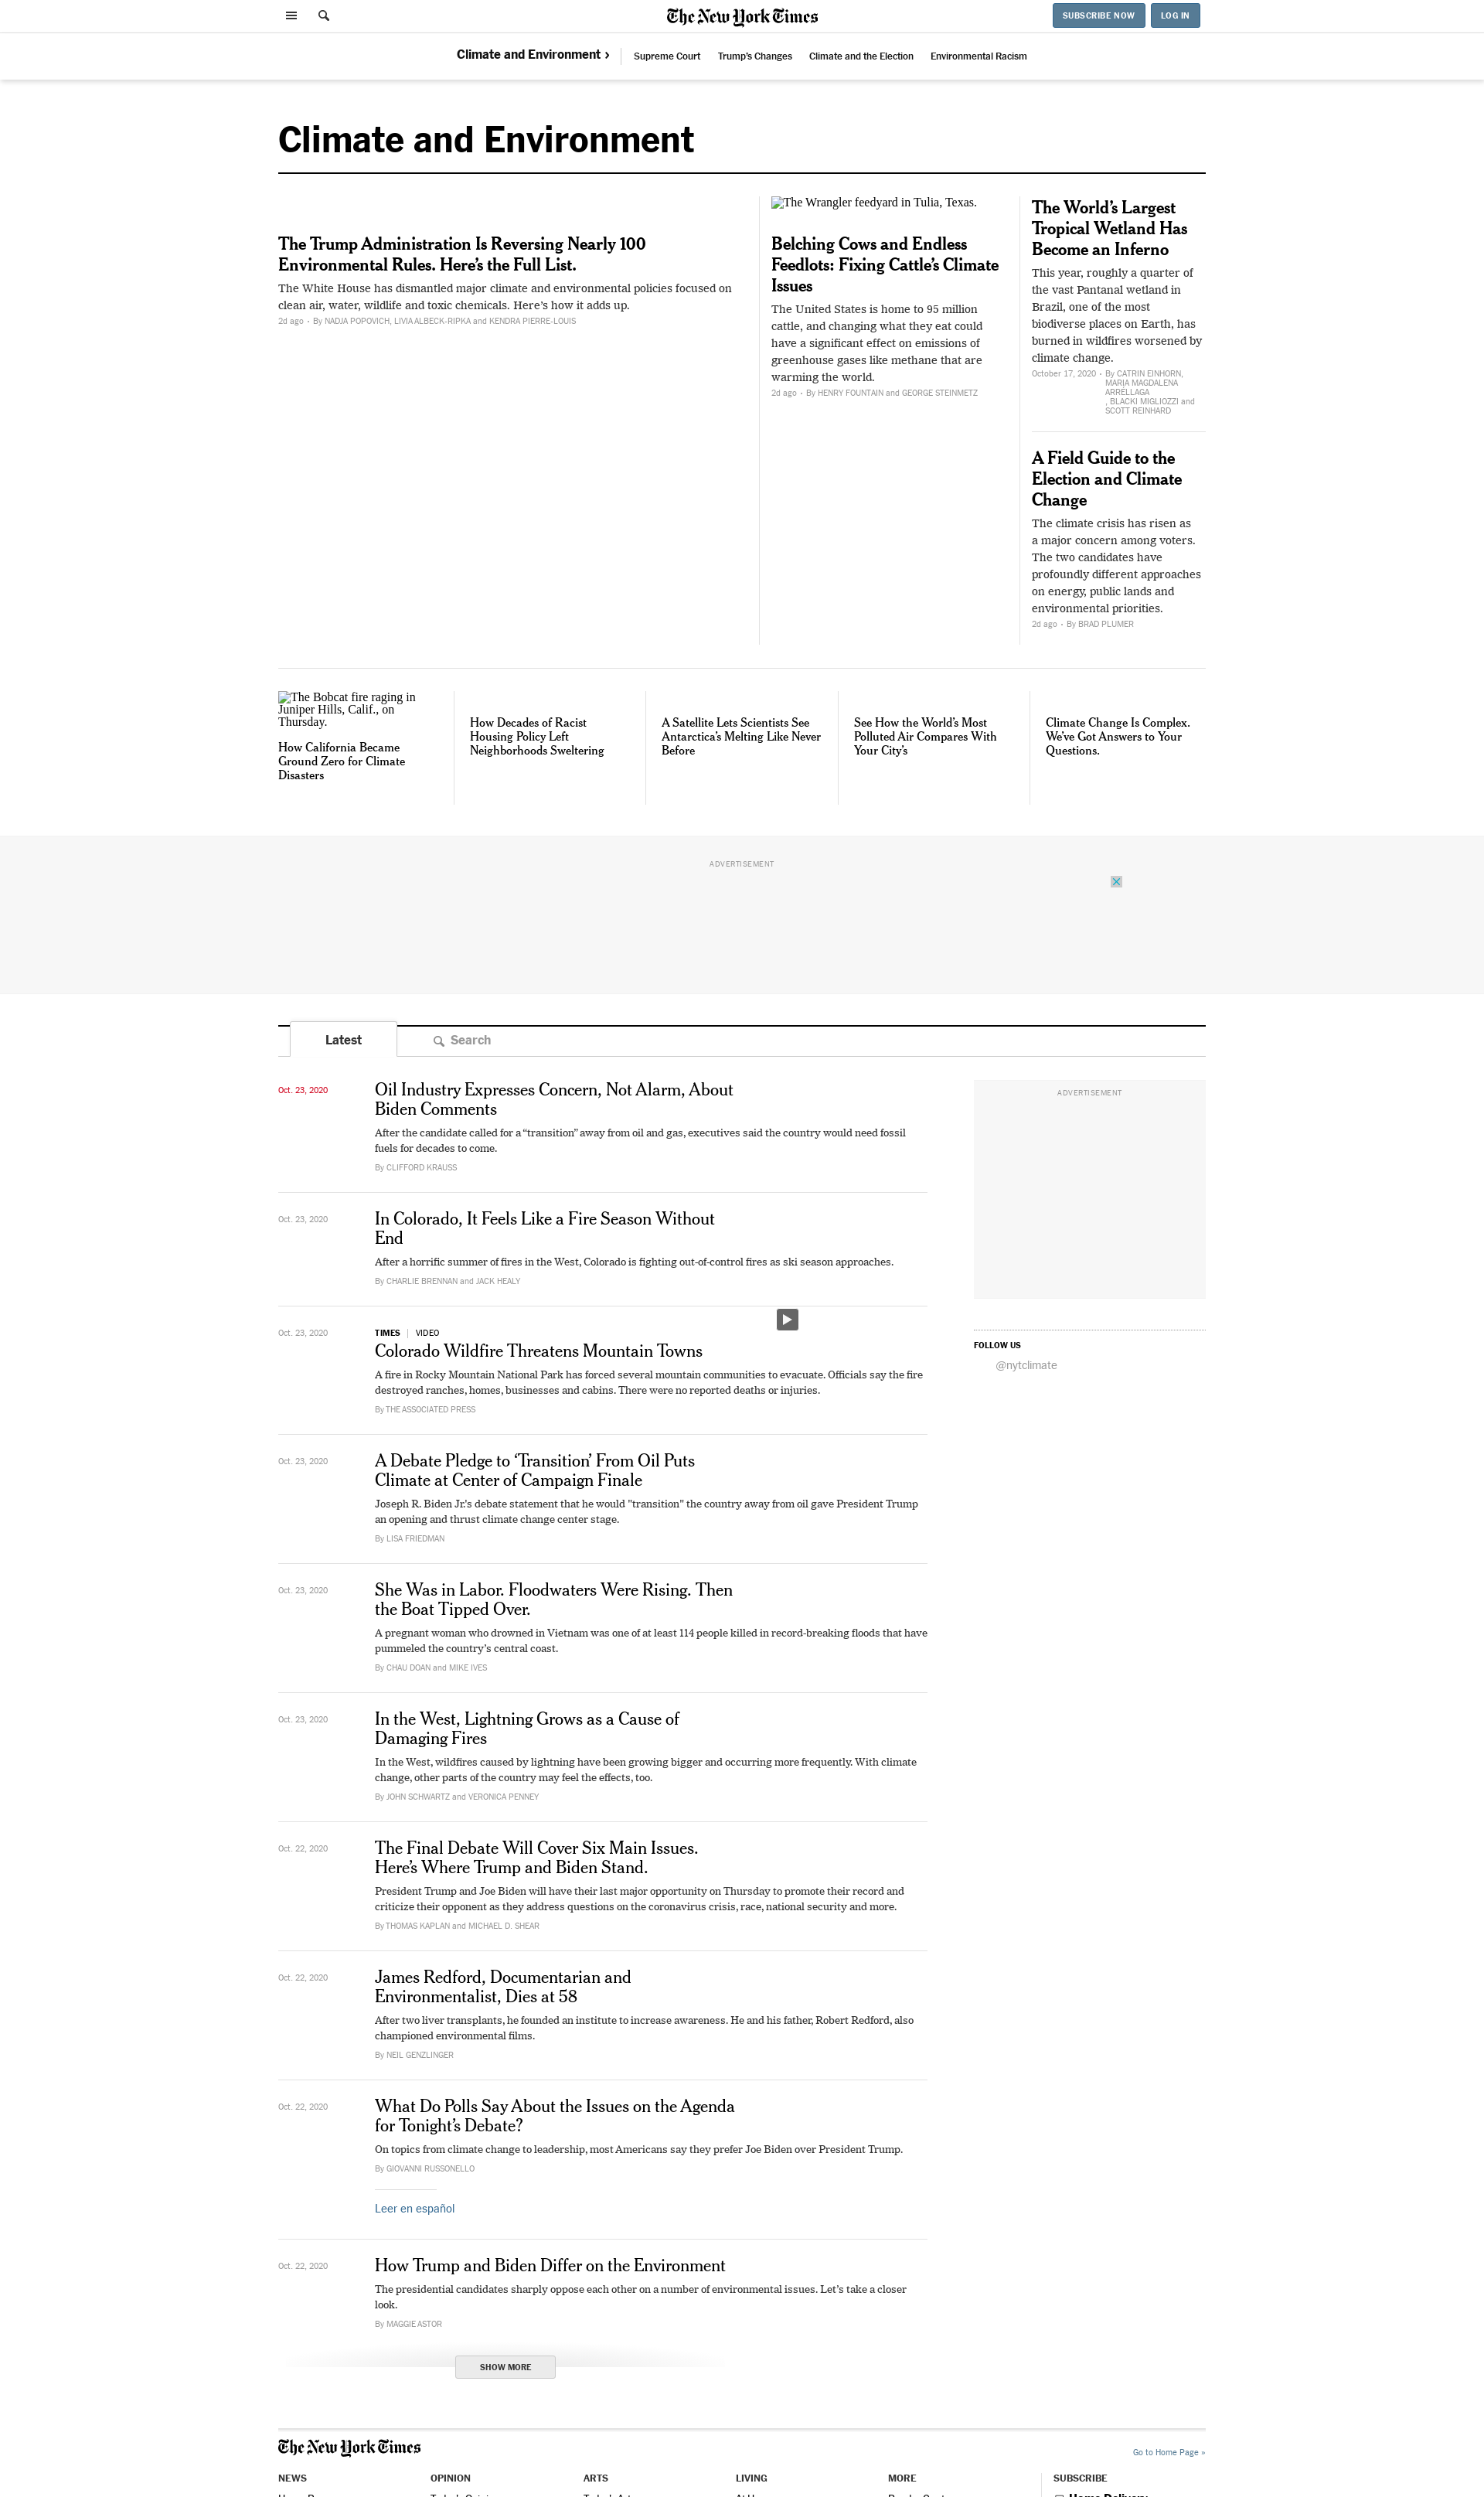 The New York Times
SUBSCRIBE NOW
LOG IN
Climate and Environment ›
Supreme Court
Trump's Changes
Climate and the Election
Environmental Racism
Climate and Environment
The Trump Administration Is Reversing Nearly 100
Environmental Rules. Here's the Full List.
The White House has dismantled major climate and environmental policies focused on
clean air, water, wildlife and toxic chemicals. Here's how it adds up.
2d ago · By NADJA POPOVICH, LIVIA ALBECK-RIPKA and KENDRA PIERRE-LOUIS
The Wrangler feedyard in Tulia, Texas.
Belching Cows and Endless
Feedlots: Fixing Cattle's Climate
Issues
The United States is home to 95 million
cattle, and changing what they eat could
have a significant effect on emissions of
greenhouse gases like methane that are
warming the world.
2d ago · By HENRY FOUNTAIN and GEORGE STEINMETZ
The World's Largest
Tropical Wetland Has
Become an Inferno
This year, roughly a quarter of
the vast Pantanal wetland in
Brazil, one of the most
biodiverse places on Earth, has
burned in wildfires worsened by
climate change.
October 17, 2020 · By CATRIN EINHORN,
MARIA MAGDALENA
ARRÉLLAGA
, BLACKI MIGLIOZZI and
SCOTT REINHARD
A Field Guide to the
Election and Climate
Change
The climate crisis has risen as
a major concern among voters.
The two candidates have
profoundly different approaches
on energy, public lands and
environmental priorities.
2d ago · By BRAD PLUMER
The Bobcat fire raging in
Juniper Hills, Calif., on
Thursday.
How California Became
Ground Zero for Climate
Disasters
How Decades of Racist
Housing Policy Left
Neighborhoods Sweltering
A Satellite Lets Scientists See
Antarctica's Melting Like Never
Before
See How the World's Most
Polluted Air Compares With
Your City's
Climate Change Is Complex.
We've Got Answers to Your
Questions.
ADVERTISEMENT
Latest
Search
Oct. 23, 2020
Oil Industry Expresses Concern, Not Alarm, About
Biden Comments
After the candidate called for a “transition” away from oil and gas, executives said the country would need fossil
fuels for decades to come.
By CLIFFORD KRAUSS
ADVERTISEMENT
Oct. 23, 2020
In Colorado, It Feels Like a Fire Season Without
End
After a horrific summer of fires in the West, Colorado is fighting out-of-control fires as ski season approaches.
By CHARLIE BRENNAN and JACK HEALY
Oct. 23, 2020
TIMES | VIDEO
Colorado Wildfire Threatens Mountain Towns
A fire in Rocky Mountain National Park has forced several mountain communities to evacuate. Officials say the fire
destroyed ranches, homes, businesses and cabins. There were no reported deaths or injuries.
By THE ASSOCIATED PRESS
FOLLOW US
@nytclimate
Oct. 23, 2020
A Debate Pledge to ‘Transition’ From Oil Puts
Climate at Center of Campaign Finale
Joseph R. Biden Jr.'s debate statement that he would "transition" the country away from oil gave President Trump
an opening and thrust climate change center stage.
By LISA FRIEDMAN
Oct. 23, 2020
She Was in Labor. Floodwaters Were Rising. Then
the Boat Tipped Over.
A pregnant woman who drowned in Vietnam was one of at least 114 people killed in record-breaking floods that have
pummeled the country's central coast.
By CHAU DOAN and MIKE IVES
Oct. 23, 2020
In the West, Lightning Grows as a Cause of
Damaging Fires
In the West, wildfires caused by lightning have been growing bigger and occurring more frequently. With climate
change, other parts of the country may feel the effects, too.
By JOHN SCHWARTZ and VERONICA PENNEY
Oct. 22, 2020
The Final Debate Will Cover Six Main Issues.
Here's Where Trump and Biden Stand.
President Trump and Joe Biden will have their last major opportunity on Thursday to promote their record and
criticize their opponent as they address questions on the coronavirus crisis, race, national security and more.
By THOMAS KAPLAN and MICHAEL D. SHEAR
Oct. 22, 2020
James Redford, Documentarian and
Environmentalist, Dies at 58
After two liver transplants, he founded an institute to increase awareness. He and his father, Robert Redford, also
championed environmental films.
By NEIL GENZLINGER
Oct. 22, 2020
What Do Polls Say About the Issues on the Agenda
for Tonight's Debate?
On topics from climate change to leadership, most Americans say they prefer Joe Biden over President Trump.
By GIOVANNI RUSSONELLO
Leer en español
Oct. 22, 2020
How Trump and Biden Differ on the Environment
The presidential candidates sharply oppose each other on a number of environmental issues. Let's take a closer
look.
By MAGGIE ASTOR
SHOW MORE
The New York Times
Go to Home Page »
NEWS
OPINION
ARTS
LIVING
MORE
SUBSCRIBE